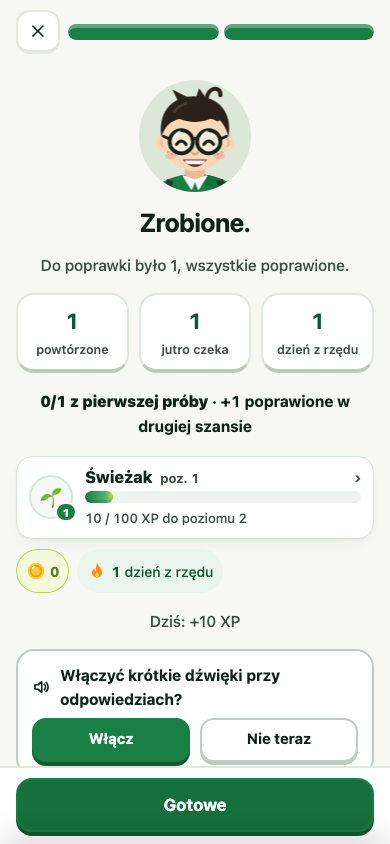 Zrobione.
Do poprawki było 1, wszystkie poprawione.
1
powtórzone
1
jutro czeka
1
dzień z rzędu
0/1 z pierwszej próby · +1 poprawione w
drugiej szansie
1
Świeżak poz. 1 ›
10 / 100 XP do poziomu 2
0
1 dzień z rzędu
Dziś: +10 XP
Włączyć krótkie dźwięki przy
odpowiedziach?
Włącz
Nie teraz
Gotowe